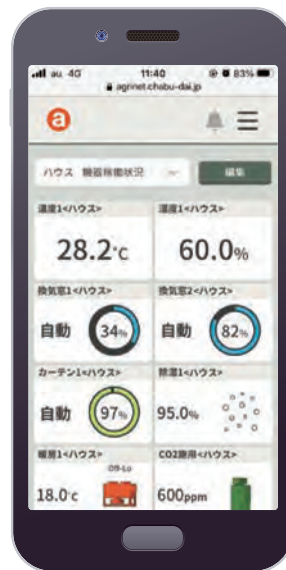 au 4G 11:40 83%
agrinet.chabu-dai.jp
a
ハウス 機器稼働状況 編集
温度1<ハウス> 湿度1<ハウス>
28.2℃ 60.0%
換気窓1<ハウス> 換気窓2<ハウス>
自動 34% 自動 82%
カーテン1<ハウス> 除湿1<ハウス>
自動 97% 95.0%
暖房1<ハウス> CO2施用<ハウス>
Off-Lo
18.0℃ 600ppm